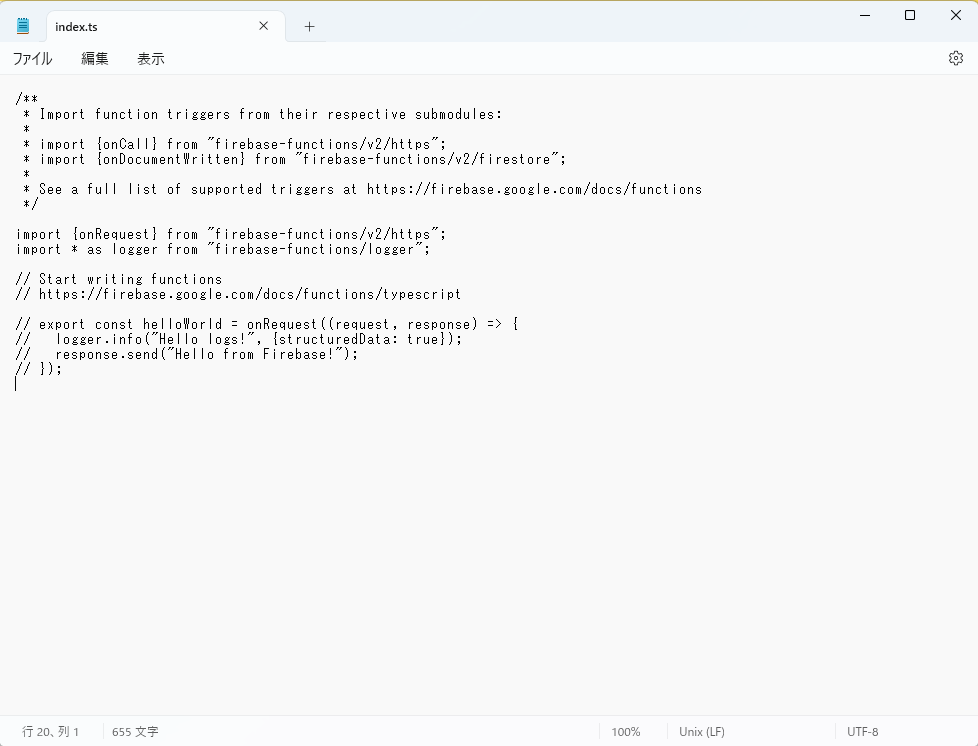 index.ts
ファイル 編集 表示
/**
 * Import function triggers from their respective submodules:
 *
 * import {onCall} from "firebase-functions/v2/https";
 * import {onDocumentWritten} from "firebase-functions/v2/firestore";
 *
 * See a full list of supported triggers at https://firebase.google.com/docs/functions
 */

import {onRequest} from "firebase-functions/v2/https";
import * as logger from "firebase-functions/logger";

// Start writing functions
// https://firebase.google.com/docs/functions/typescript

// export const helloWorld = onRequest((request, response) => {
//   logger.info("Hello logs!", {structuredData: true});
//   response.send("Hello from Firebase!");
// });
行 20、列 1 655 文字 100% Unix (LF) UTF-8